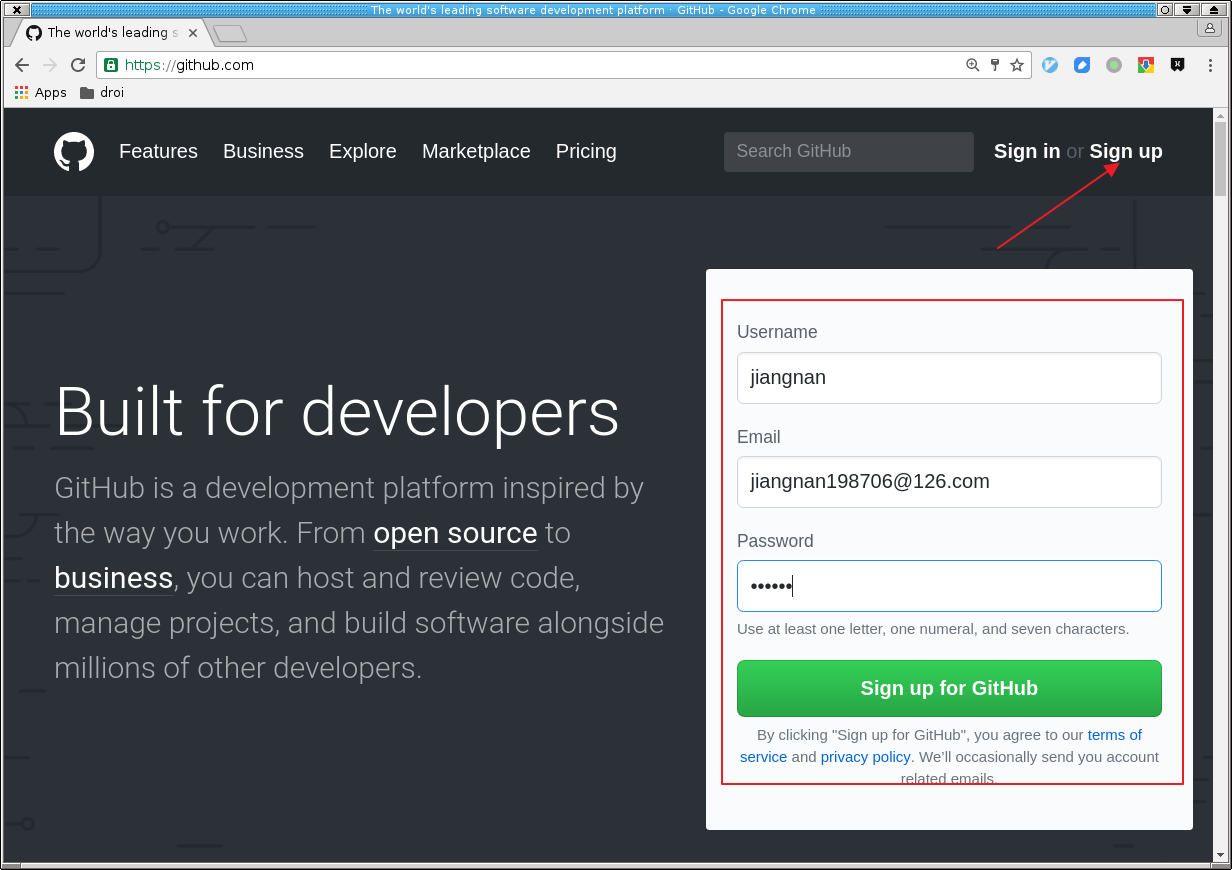 The world's leading software development platform · GitHub - Google Chrome
The world's leading s
https://github.com
Apps droi
Features Business Explore Marketplace Pricing Search GitHub Sign in or Sign up
Built for developers
GitHub is a development platform inspired by
the way you work. From open source to
business, you can host and review code,
manage projects, and build software alongside
millions of other developers.
Username
jiangnan
Email
jiangnan198706@126.com
Password
••••••
Use at least one letter, one numeral, and seven characters.
Sign up for GitHub
By clicking "Sign up for GitHub", you agree to our terms of
service and privacy policy. We’ll occasionally send you account
related emails.